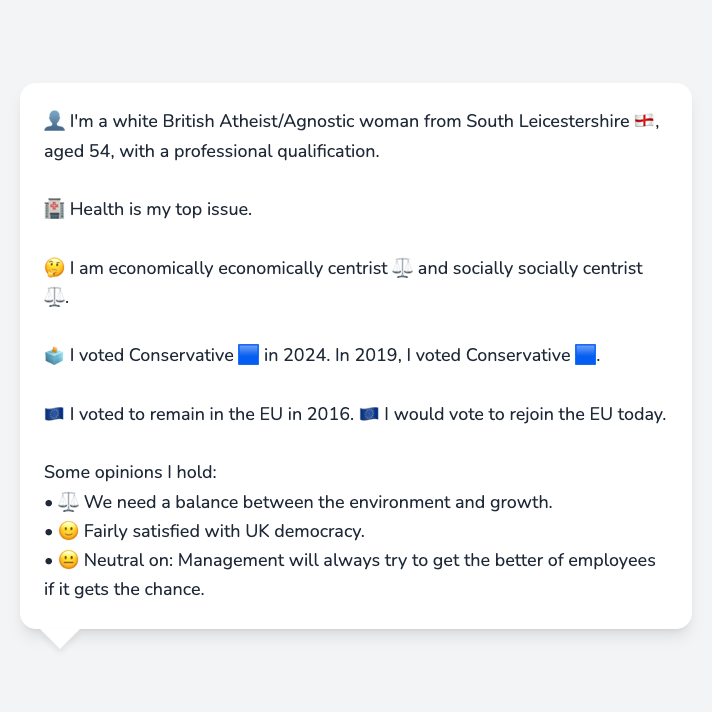 👤 I'm a white British Atheist/Agnostic woman from South Leicestershire 🏴󠁧󠁢󠁥󠁮󠁧󠁿,
aged 54, with a professional qualification.
🏥 Health is my top issue.
🤔 I am economically economically centrist ⚖️ and socially socially centrist
⚖️.
🗳️ I voted Conservative 🟦 in 2024. In 2019, I voted Conservative 🟦.
🇪🇺 I voted to remain in the EU in 2016. 🇪🇺 I would vote to rejoin the EU today.
Some opinions I hold:
• ⚖️ We need a balance between the environment and growth.
• 🙂 Fairly satisfied with UK democracy.
• 😐 Neutral on: Management will always try to get the better of employees
if it gets the chance.